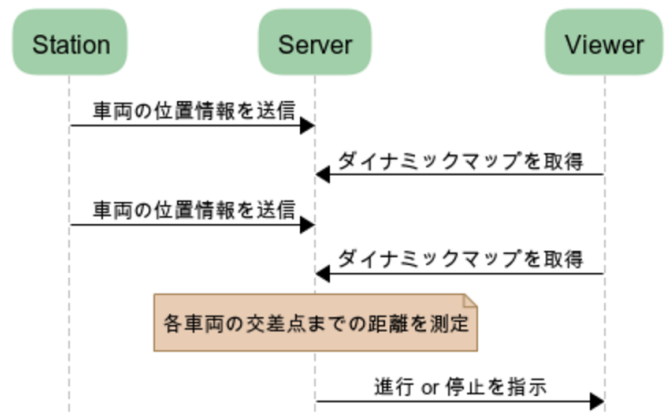 Station
Server
Viewer
車両の位置情報を送信
ダイナミックマップを取得
車両の位置情報を送信
ダイナミックマップを取得
各車両の交差点までの距離を測定
進行 or 停止を指示